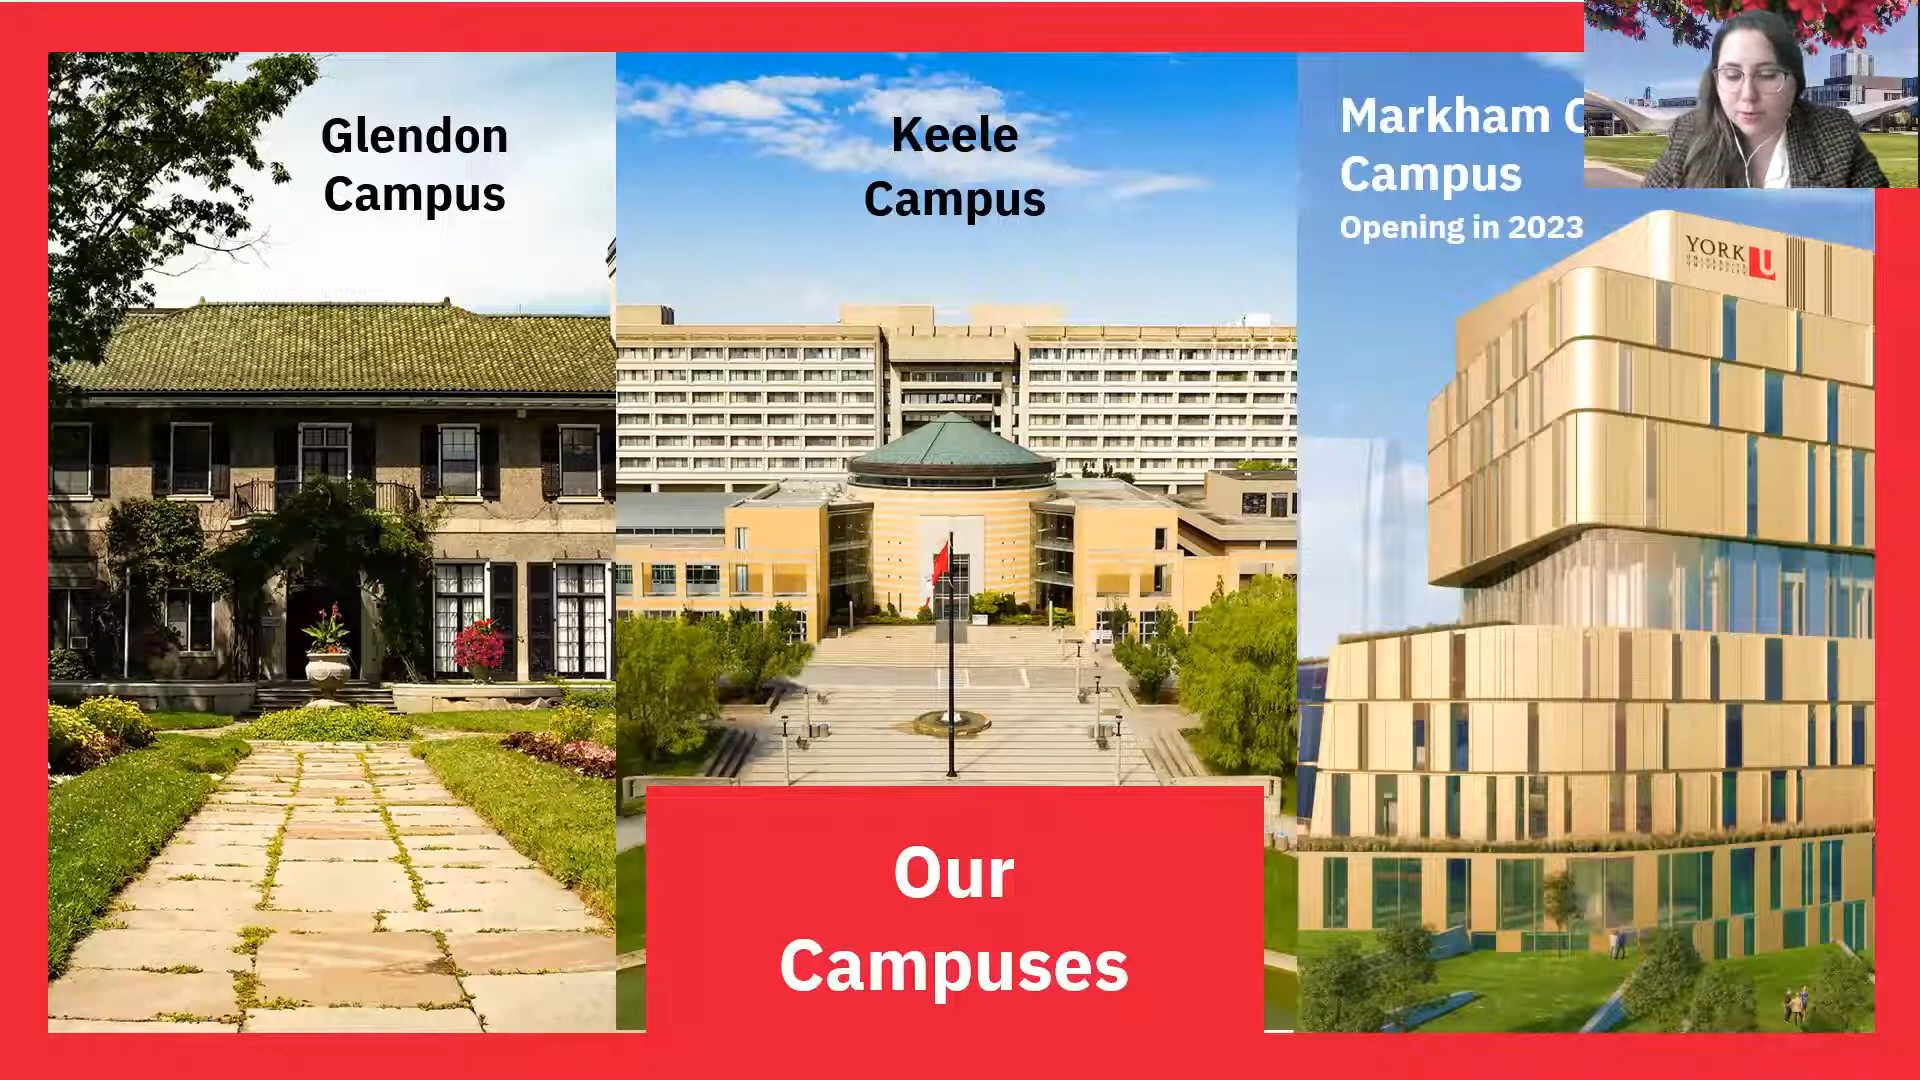 Glendon
Campus
Keele
Campus
Markham C
Campus
Opening in 2023
YORK U
Our
Campuses